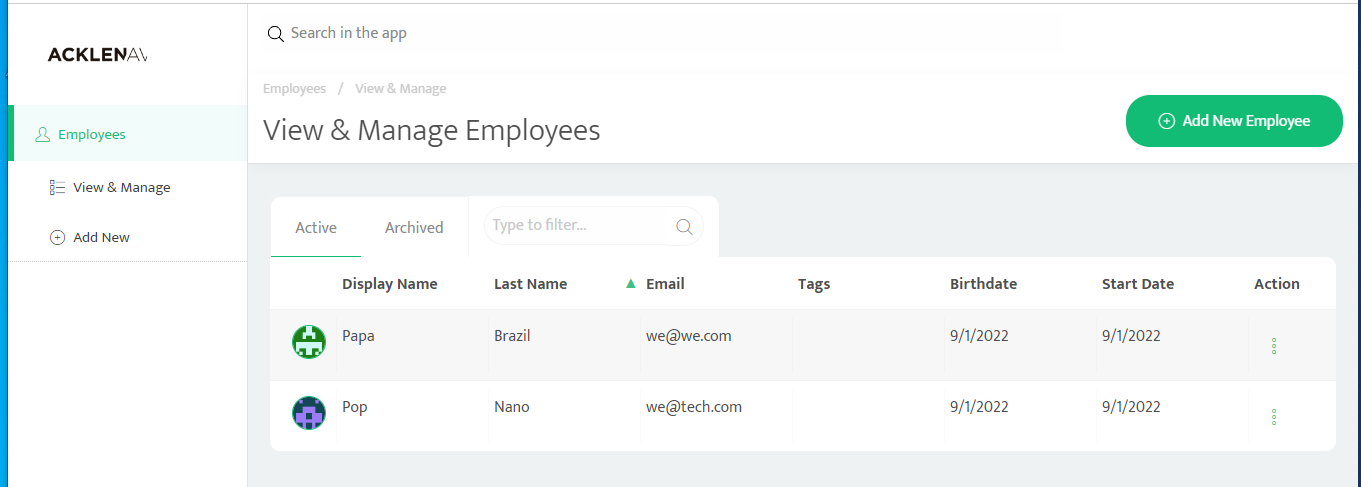 Search in the app
ACKLENAV
Employees / View & Manage
View & Manage Employees
Add New Employee
Employees
View & Manage
Add New
Active Archived Type to filter...
Display Name Last Name ▲ Email Tags Birthdate Start Date Action
Papa Brazil we@we.com 9/1/2022 9/1/2022
Pop Nano we@tech.com 9/1/2022 9/1/2022